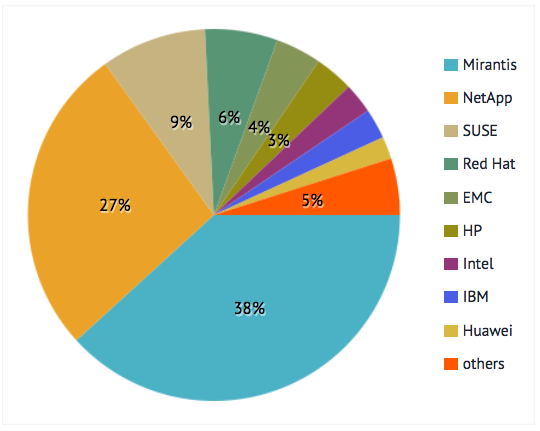 Mirantis
NetApp
SUSE
Red Hat
EMC
HP
Intel
IBM
Huawei
others
9%
6%
4%
3%
27%
5%
38%